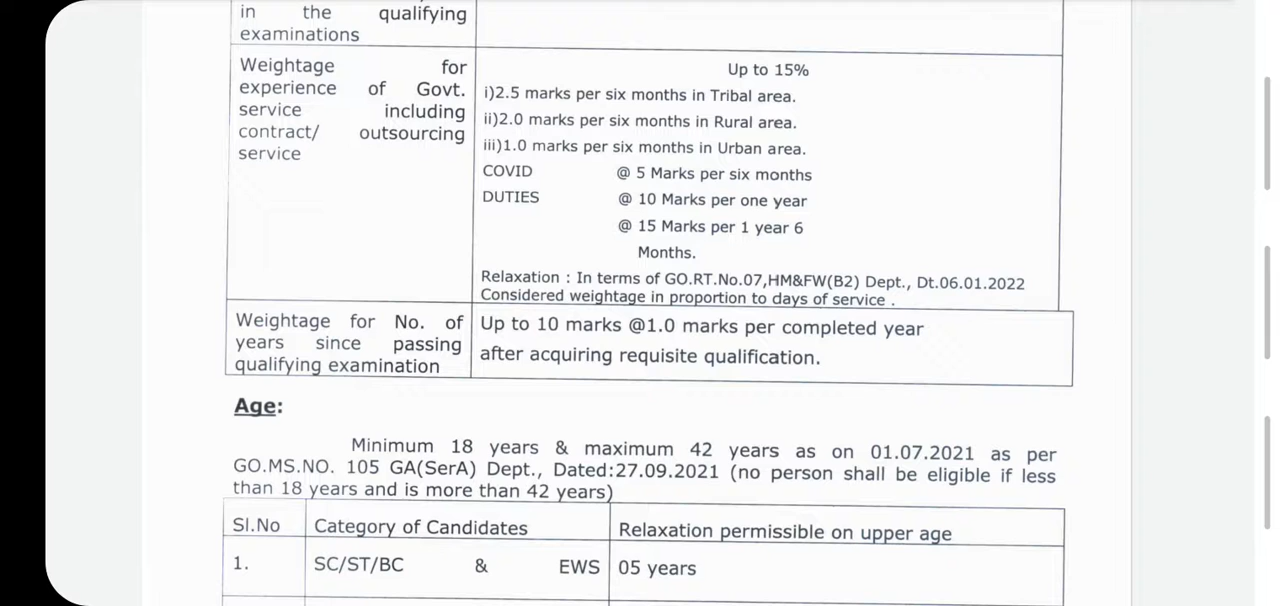 in the qualifying
examinations
Weightage for
experience of Govt.
service including
contract/ outsourcing
service
Up to 15%
i)2.5 marks per six months in Tribal area.
ii)2.0 marks per six months in Rural area.
iii)1.0 marks per six months in Urban area.
COVID @ 5 Marks per six months
DUTIES @ 10 Marks per one year
@ 15 Marks per 1 year 6
Months.
Relaxation : In terms of GO.RT.No.07,HM&FW(B2) Dept., Dt.06.01.2022
Considered weightage in proportion to days of service .
Weightage for No. of
years since passing
qualifying examination
Up to 10 marks @1.0 marks per completed year
after acquiring requisite qualification.
Age:
Minimum 18 years & maximum 42 years as on 01.07.2021 as per
GO.MS.NO. 105 GA(SerA) Dept., Dated:27.09.2021 (no person shall be eligible if less
than 18 years and is more than 42 years)
Sl.No Category of Candidates Relaxation permissible on upper age
1. SC/ST/BC & EWS 05 years